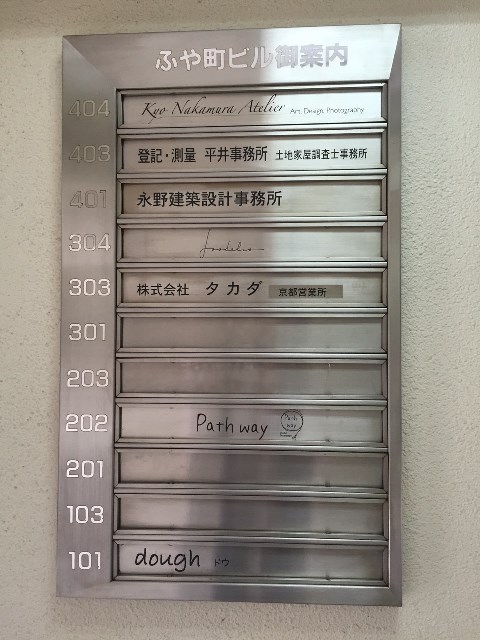 ふや町ビル御案内
404 Kyo Nakamura Atelier Art, Design, Photography
403 登記・測量 平井事務所 土地家屋調査士事務所
401 永野建築設計事務所
304
303 株式会社 タカダ 京都営業所
301
203
202 Pathway Path way
201
103
101 dough ドウ